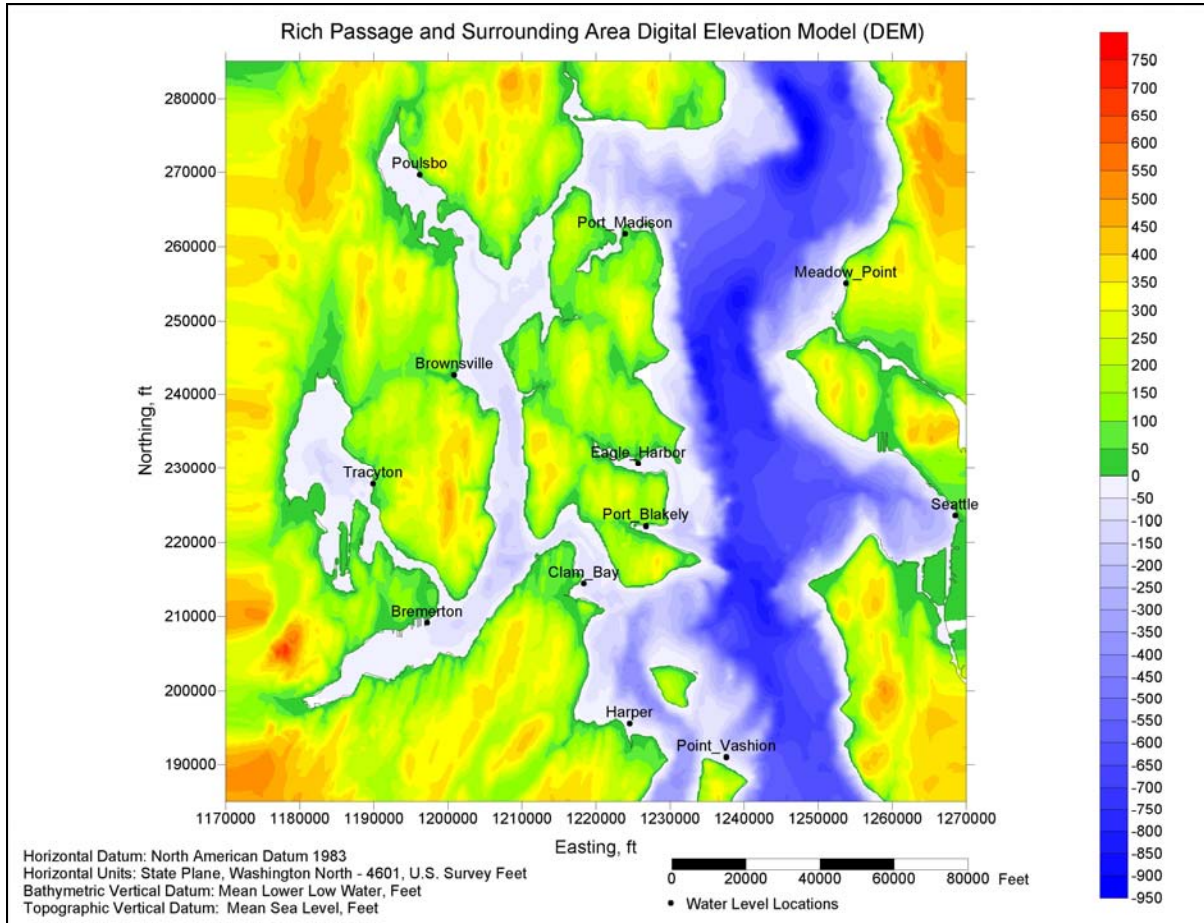 Rich Passage and Surrounding Area Digital Elevation Model (DEM)
280000
270000
260000
250000
240000
230000
220000
210000
200000
190000
Northing, ft
Poulsbo
Port_Madison
Meadow_Point
Brownsville
Eagle_Harbor
Tracyton
Seattle
Port_Blakely
Clam_Bay
Bremerton
Harper
Point_Vashion
1170000 1180000 1190000 1200000 1210000 1220000 1230000 1240000 1250000 1260000 1270000
Easting, ft
750
700
650
600
550
500
450
400
350
300
250
200
150
100
50
0
-50
-100
-150
-200
-250
-300
-350
-400
-450
-500
-550
-600
-650
-700
-750
-800
-850
-900
-950
Horizontal Datum: North American Datum 1983
Horizontal Units: State Plane, Washington North - 4601, U.S. Survey Feet
Bathymetric Vertical Datum: Mean Lower Low Water, Feet
Topographic Vertical Datum: Mean Sea Level, Feet
0 20000 40000 60000 80000 Feet
Water Level Locations